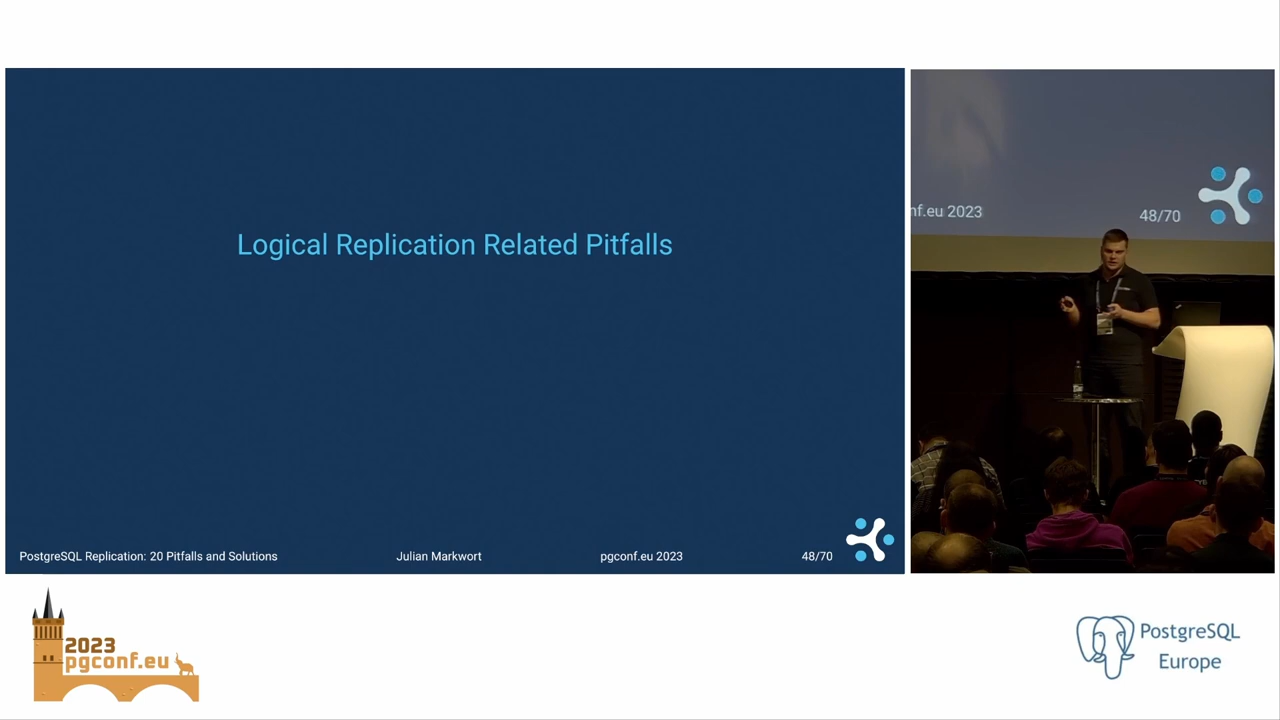 Logical Replication Related Pitfalls
PostgreSQL Replication: 20 Pitfalls and Solutions
Julian Markwort
pgconf.eu 2023
48/70
nf.eu 2023
48/70
2023
pgconf.eu
PostgreSQL
Europe